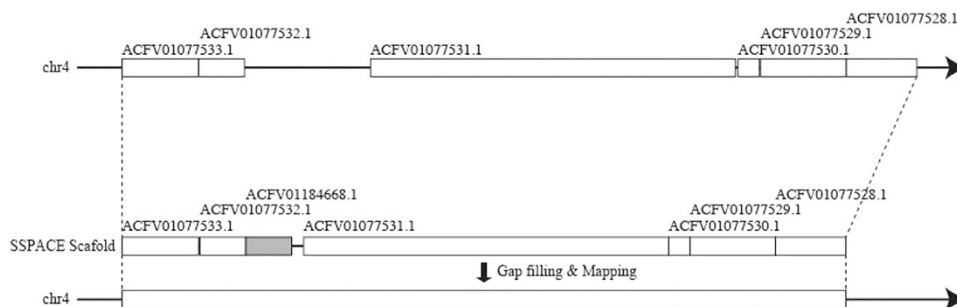 ACFV01077528.1
ACFV01077532.1 ACFV01077529.1
ACFV01077533.1 ACFV01077531.1 ACFV01077530.1
chr4
ACFV01184668.1 ACFV01077528.1
ACFV01077532.1 ACFV01077529.1
ACFV01077533.1 ACFV01077531.1 ACFV01077530.1
SSPACE Scafold
Gap filling & Mapping
chr4